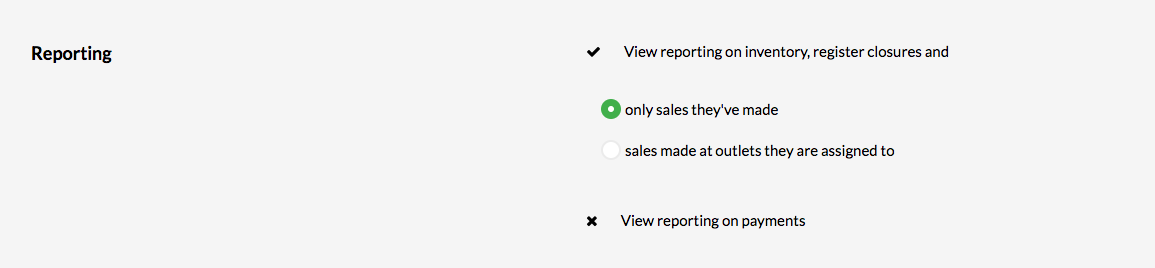 Reporting
View reporting on inventory, register closures and
only sales they've made
sales made at outlets they are assigned to
View reporting on payments